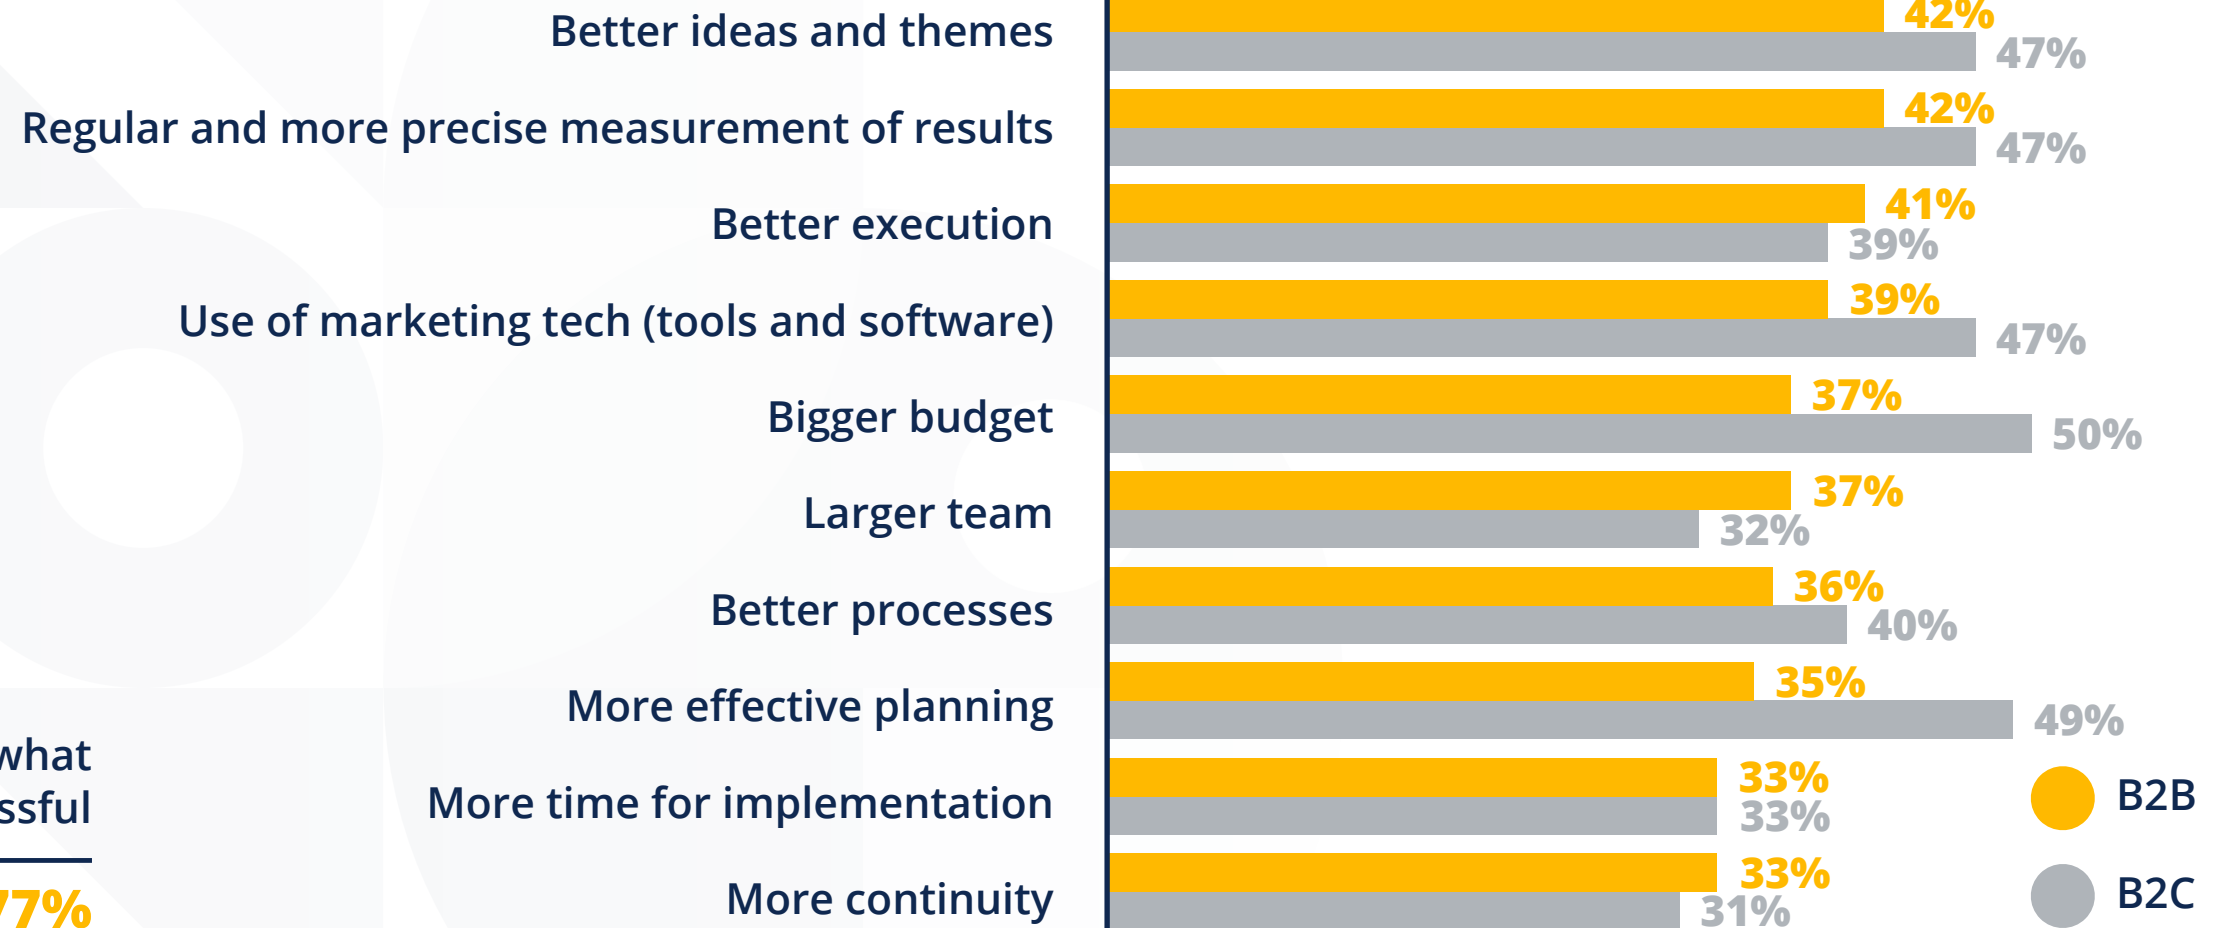 Better ideas and themes
42%
47%
Regular and more precise measurement of results
42%
47%
Better execution
41%
39%
Use of marketing tech (tools and software)
39%
47%
Bigger budget
37%
50%
Larger team
37%
32%
Better processes
36%
40%
More effective planning
35%
49%
More time for implementation
33%
33%
More continuity
33%
31%
what
ssful
77%
B2B
B2C